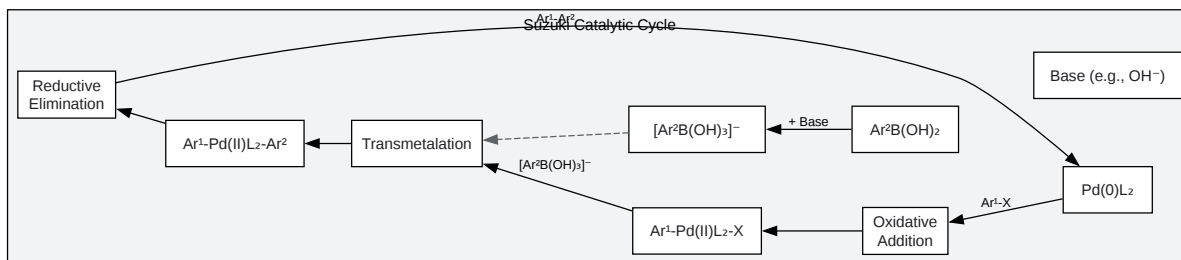 Ar¹-Ar²
Suzuki Catalytic Cycle
Reductive
Elimination
Base (e.g., OH⁻)
Ar¹-Pd(II)L₂-Ar²
Transmetalation
[Ar²B(OH)₃]⁻
+ Base
Ar²B(OH)₂
[Ar²B(OH)₃]⁻
Pd(0)L₂
Ar¹-X
Ar¹-Pd(II)L₂-X
Oxidative
Addition